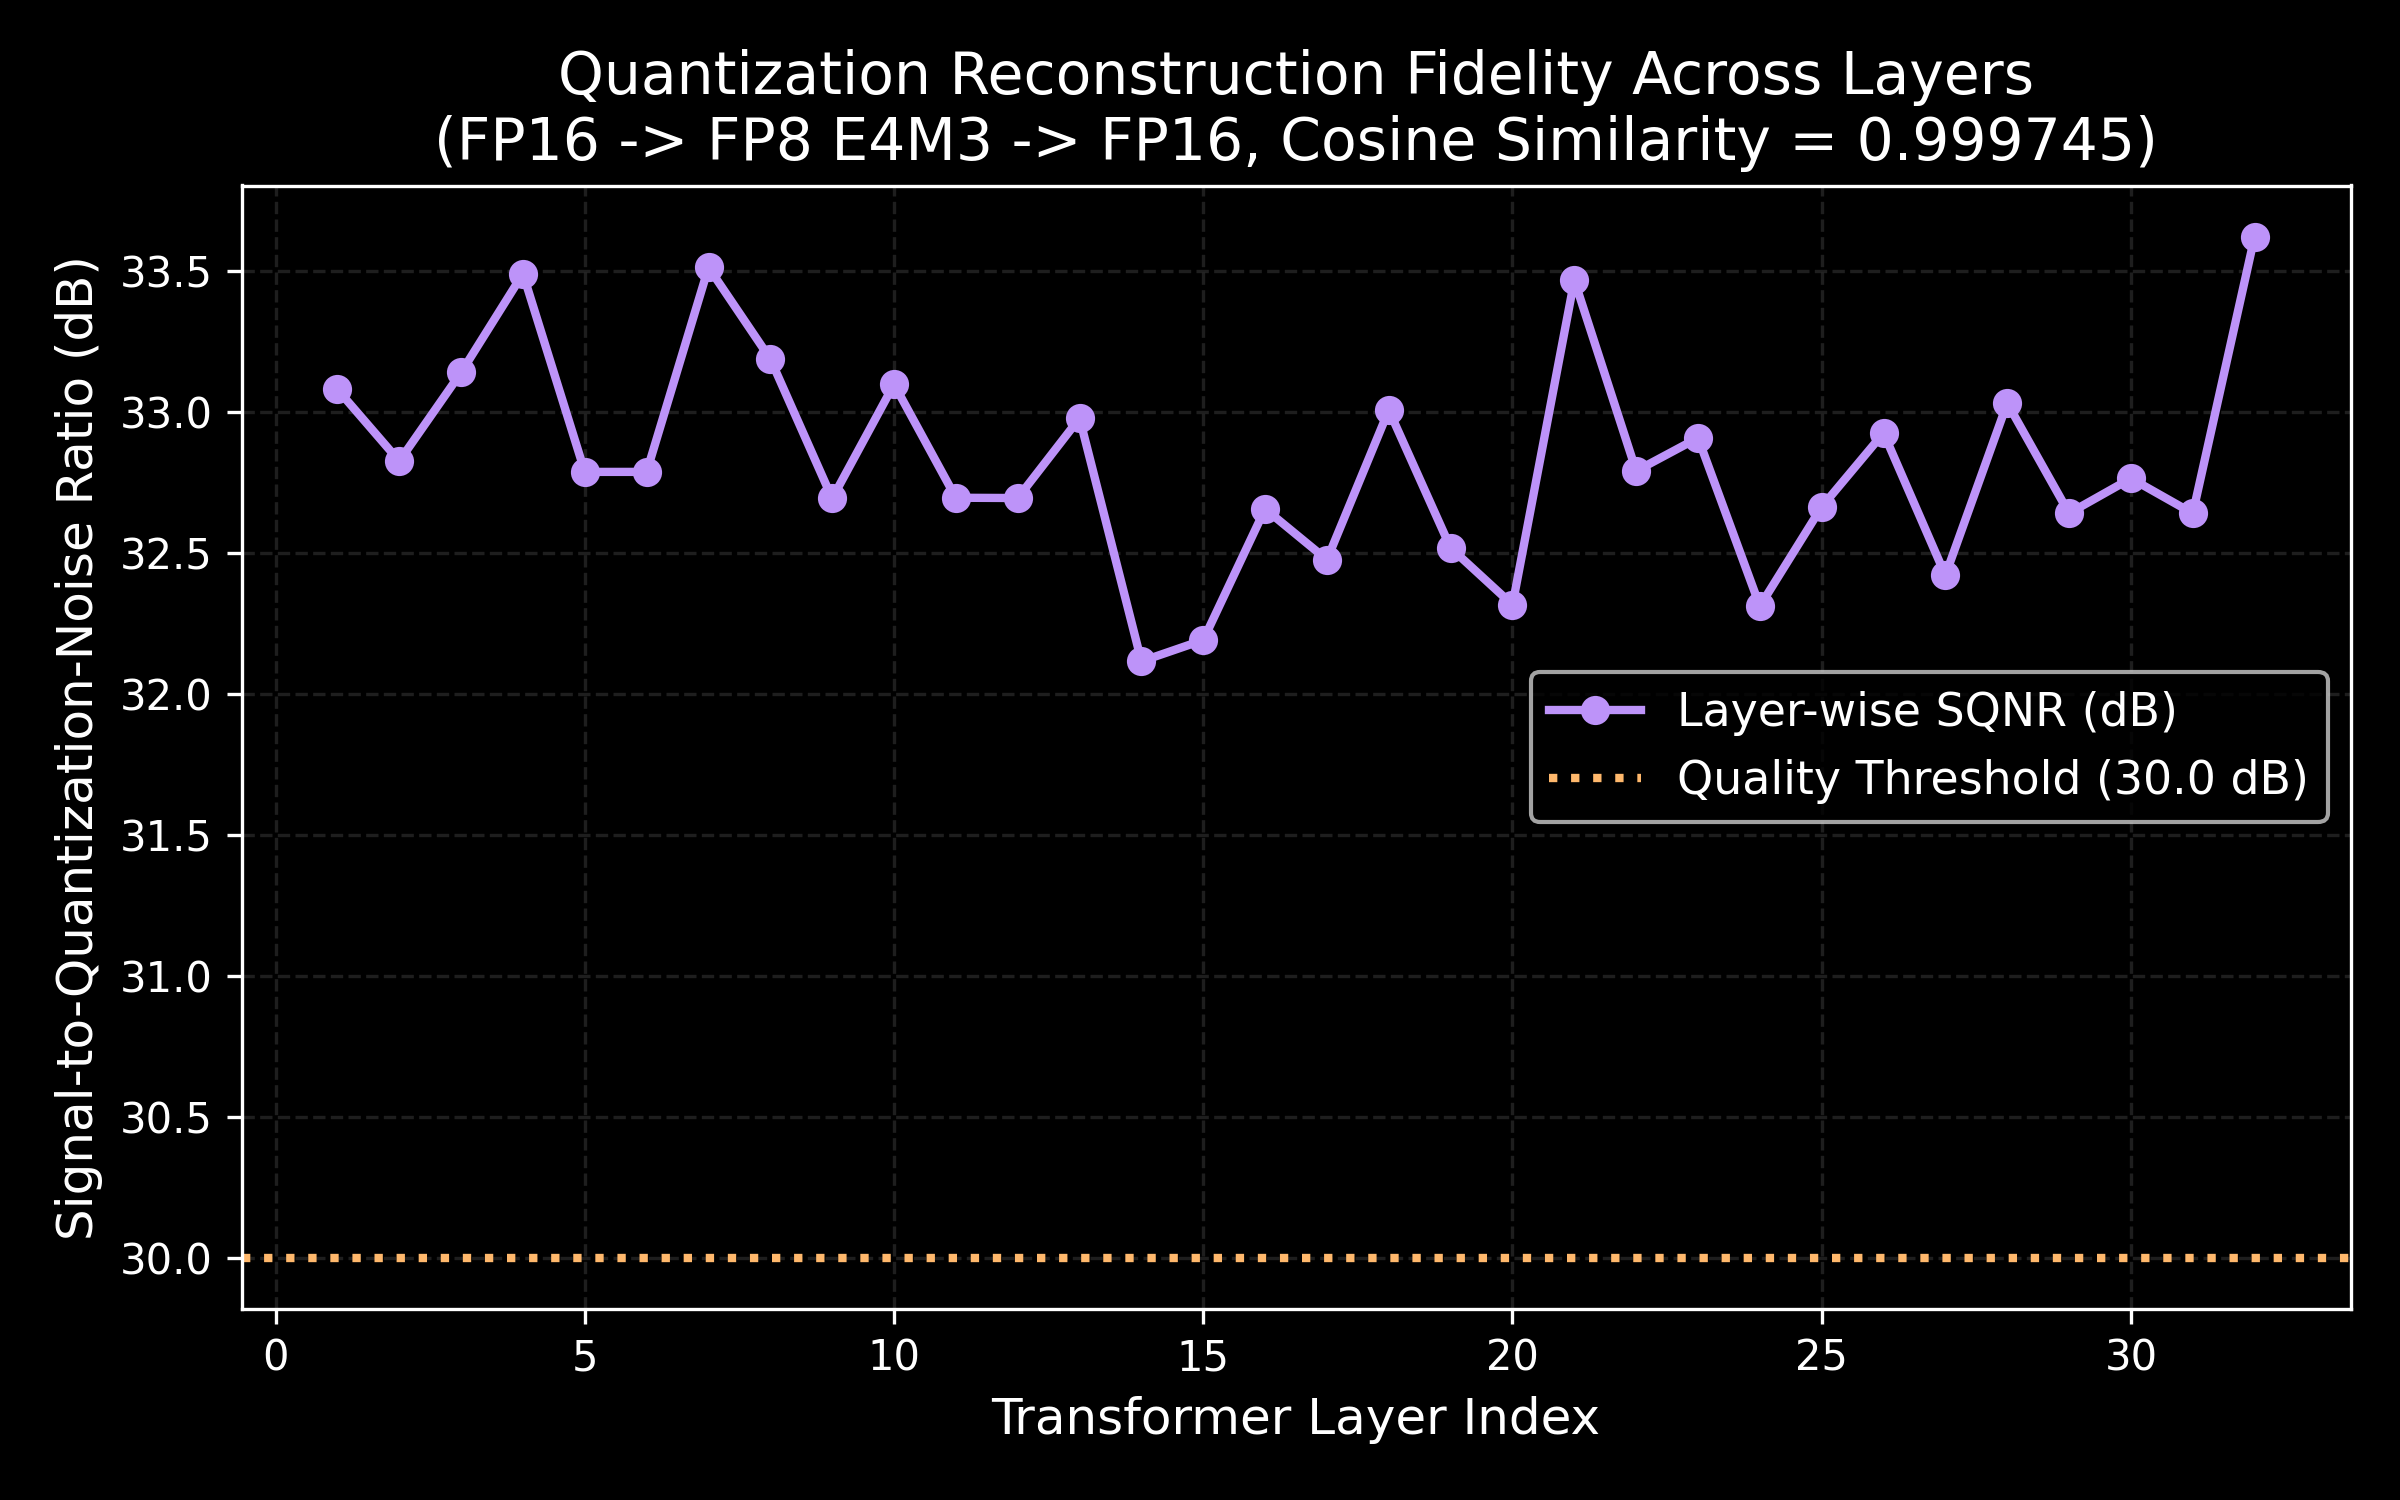 Quantization Reconstruction Fidelity Across Layers
(FP16 -> FP8 E4M3 -> FP16, Cosine Similarity = 0.999745)
Signal-to-Quantization-Noise Ratio (dB)
33.5
33.0
32.5
32.0
31.5
31.0
30.5
30.0
Layer-wise SQNR (dB)
Quality Threshold (30.0 dB)
0 5 10 15 20 25 30
Transformer Layer Index